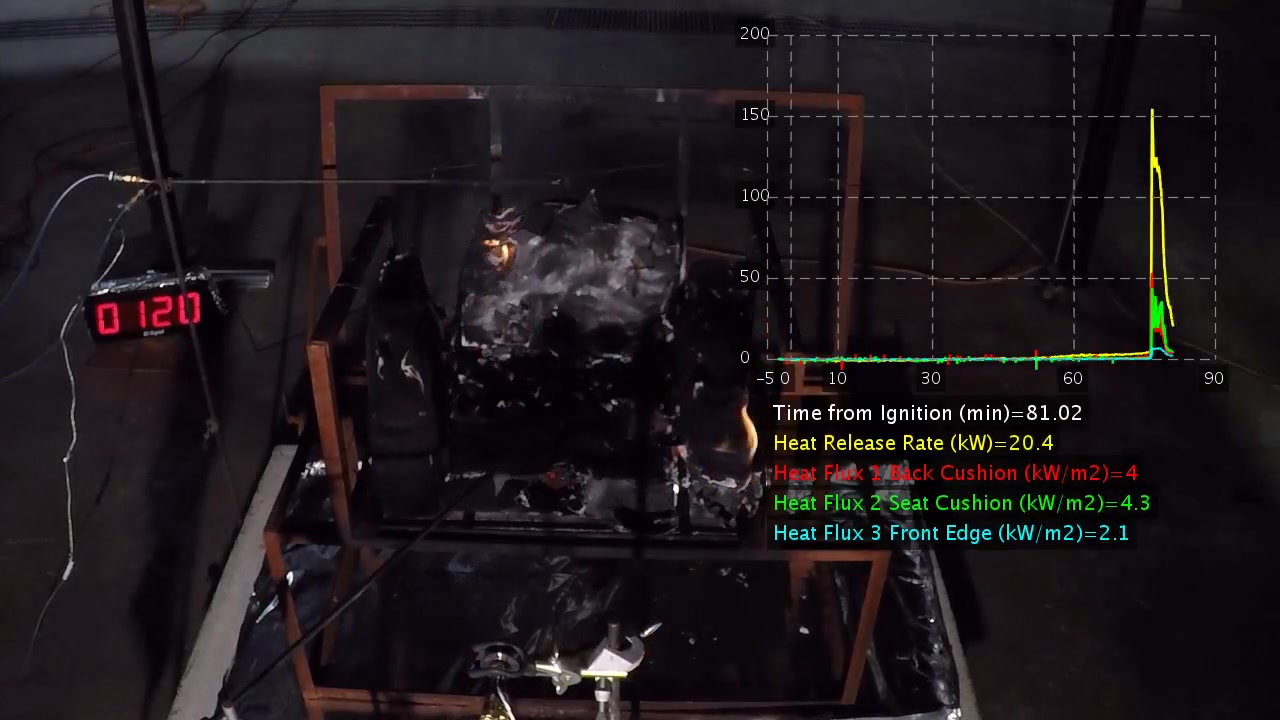 200
150
100
50
0
-5 0 10 30 60 90
0120
Time from Ignition (min)=81.02
Heat Release Rate (kW)=20.4
Heat Flux 1 Back Cushion (kW/m2)=4
Heat Flux 2 Seat Cushion (kW/m2)=4.3
Heat Flux 3 Front Edge (kW/m2)=2.1